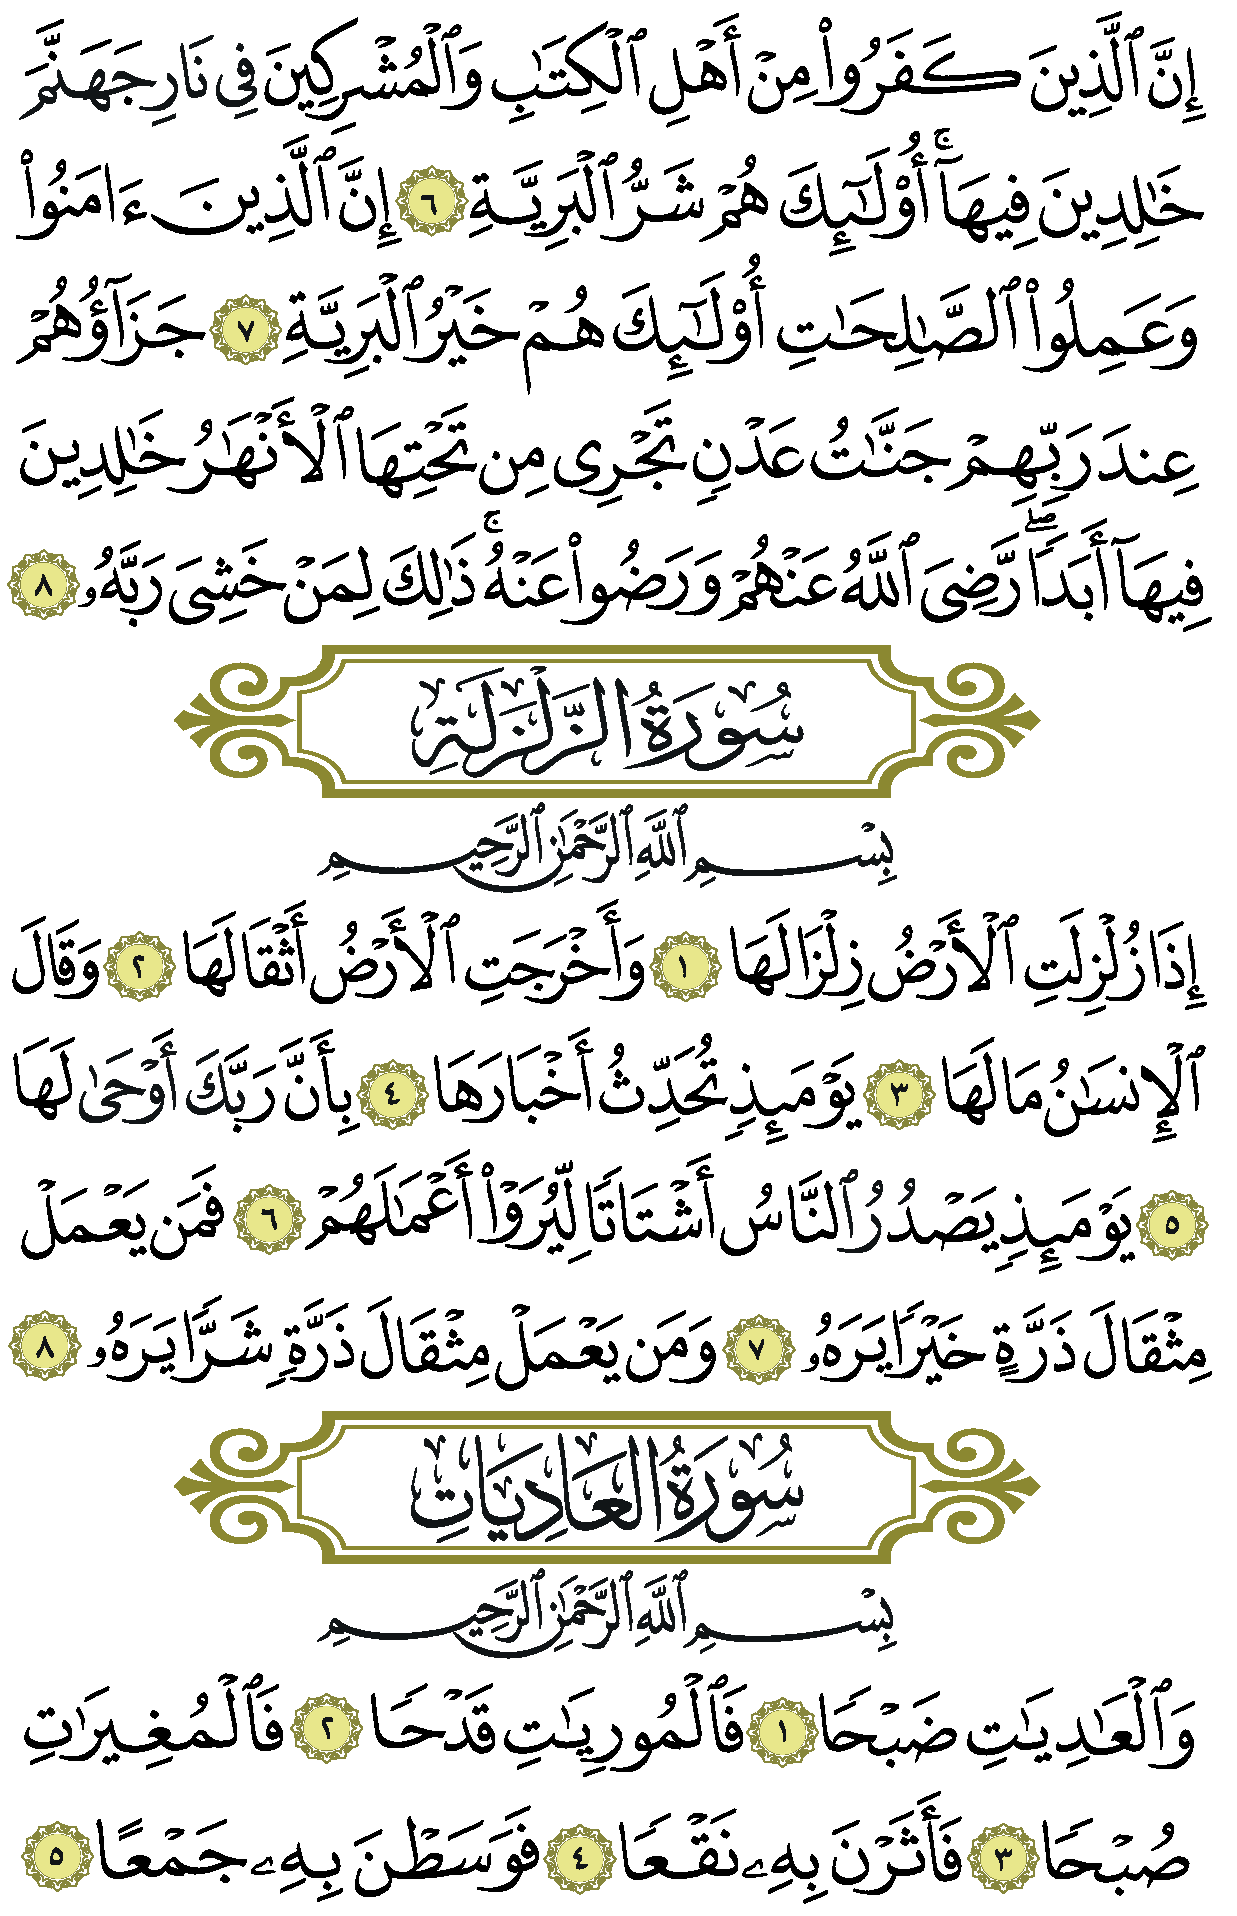 إِنَّ ٱلَّذِينَ كَفَرُوا۟ مِنْ أَهْلِ ٱلْكِتَٰبِ وَٱلْمُشْرِكِينَ فِى نَارِ جَهَنَّمَ
خَٰلِدِينَ فِيهَآ ۚ أُو۟لَٰٓئِكَ هُمْ شَرُّ ٱلْبَرِيَّةِ ٦ إِنَّ ٱلَّذِينَ ءَامَنُوا۟
وَعَمِلُوا۟ ٱلصَّٰلِحَٰتِ أُو۟لَٰٓئِكَ هُمْ خَيْرُ ٱلْبَرِيَّةِ ٧ جَزَآؤُهُمْ
عِندَ رَبِّهِمْ جَنَّٰتُ عَدْنٍ تَجْرِى مِن تَحْتِهَا ٱلْأَنْهَٰرُ خَٰلِدِينَ
فِيهَآ أَبَدًا ۖ رَّضِىَ ٱللَّهُ عَنْهُمْ وَرَضُوا۟ عَنْهُ ۚ ذَٰلِكَ لِمَنْ خَشِىَ رَبَّهُۥ ٨
سُورَةُ الزَّلْزَلَةِ
بِسْمِ ٱللَّهِ ٱلرَّحْمَٰنِ ٱلرَّحِيمِ
إِذَا زُلْزِلَتِ ٱلْأَرْضُ زِلْزَالَهَا ١ وَأَخْرَجَتِ ٱلْأَرْضُ أَثْقَالَهَا ٢ وَقَالَ
ٱلْإِنسَٰنُ مَا لَهَا ٣ يَوْمَئِذٍ تُحَدِّثُ أَخْبَارَهَا ٤ بِأَنَّ رَبَّكَ أَوْحَىٰ لَهَا
٥ يَوْمَئِذٍ يَصْدُرُ ٱلنَّاسُ أَشْتَاتًا لِّيُرَوْا۟ أَعْمَٰلَهُمْ ٦ فَمَن يَعْمَلْ
مِثْقَالَ ذَرَّةٍ خَيْرًا يَرَهُۥ ٧ وَمَن يَعْمَلْ مِثْقَالَ ذَرَّةٍ شَرًّا يَرَهُۥ ٨
سُورَةُ العَادِيَاتِ
بِسْمِ ٱللَّهِ ٱلرَّحْمَٰنِ ٱلرَّحِيمِ
وَٱلْعَٰدِيَٰتِ ضَبْحًا ١ فَٱلْمُورِيَٰتِ قَدْحًا ٢ فَٱلْمُغِيرَٰتِ
صُبْحًا ٣ فَأَثَرْنَ بِهِۦ نَقْعًا ٤ فَوَسَطْنَ بِهِۦ جَمْعًا ٥